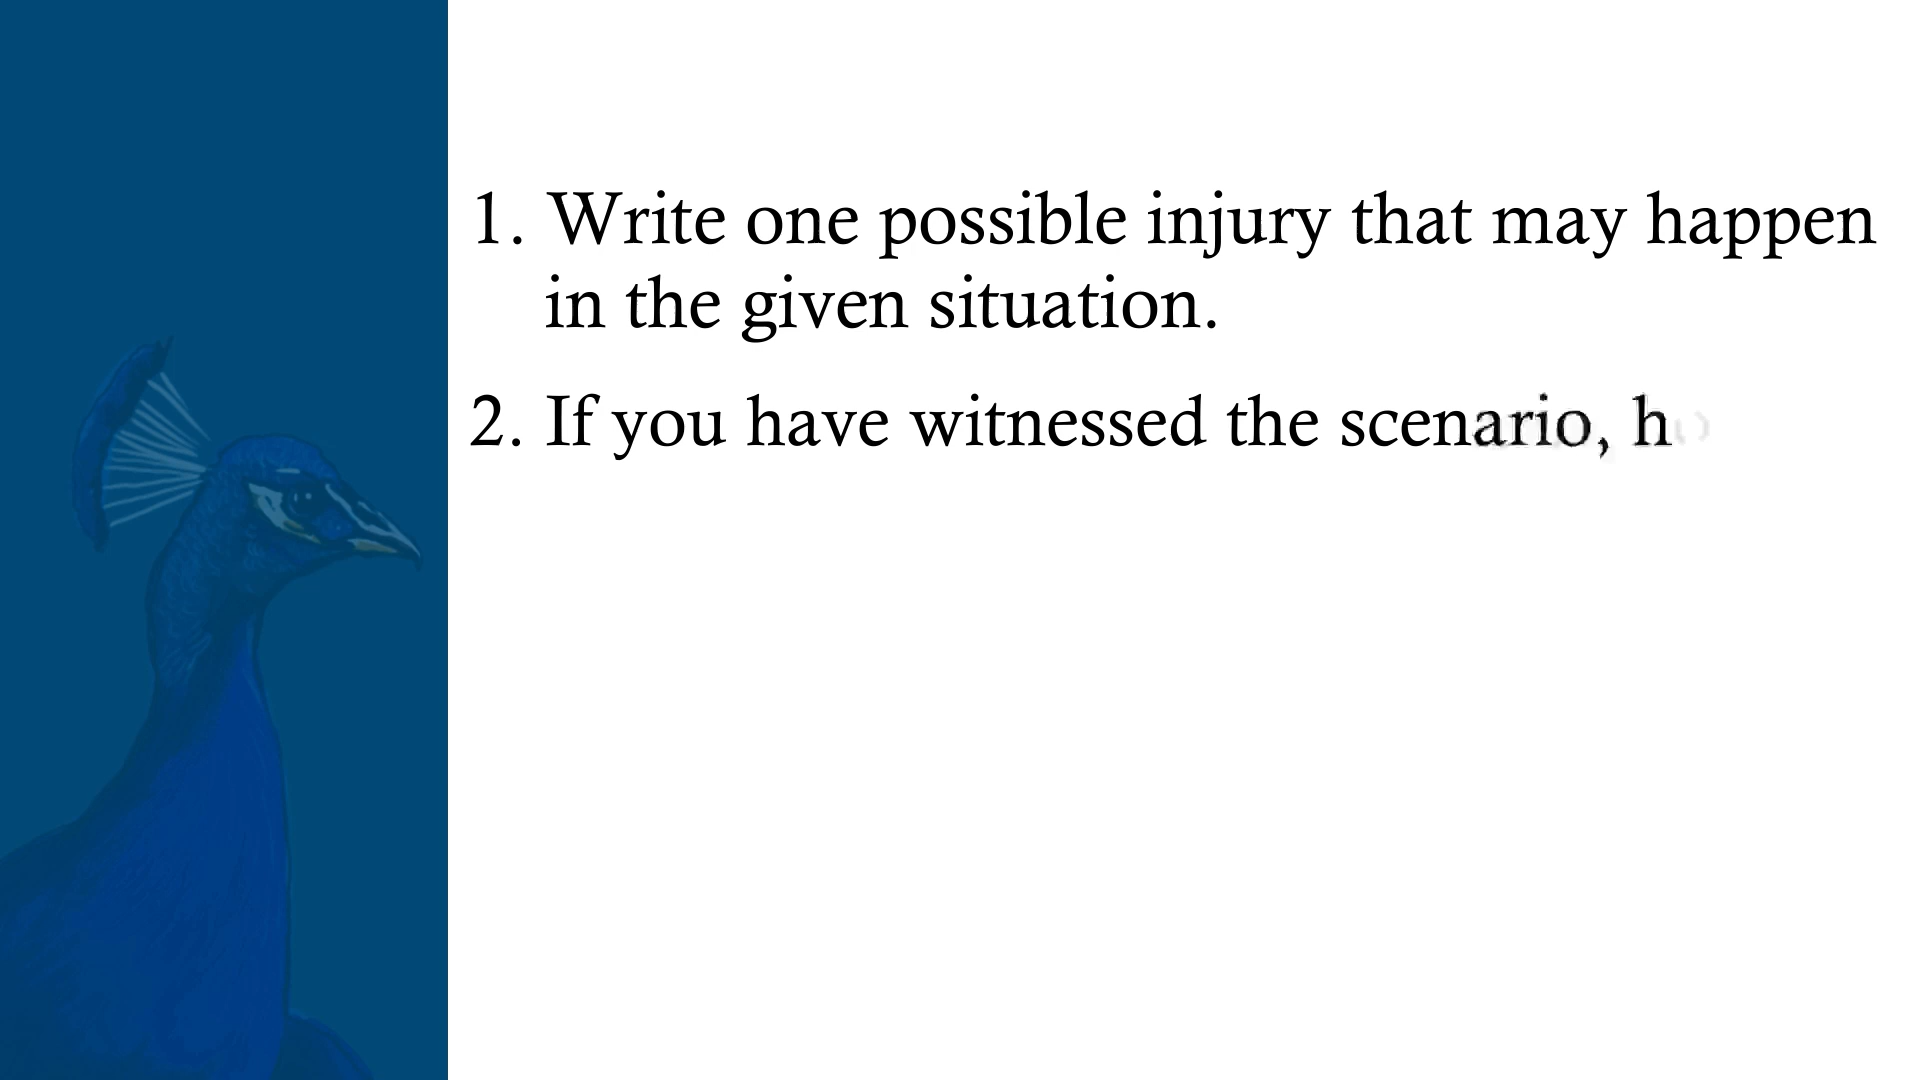 1. Write one possible injury that may happen
in the given situation.
2. If you have witnessed the scenario,